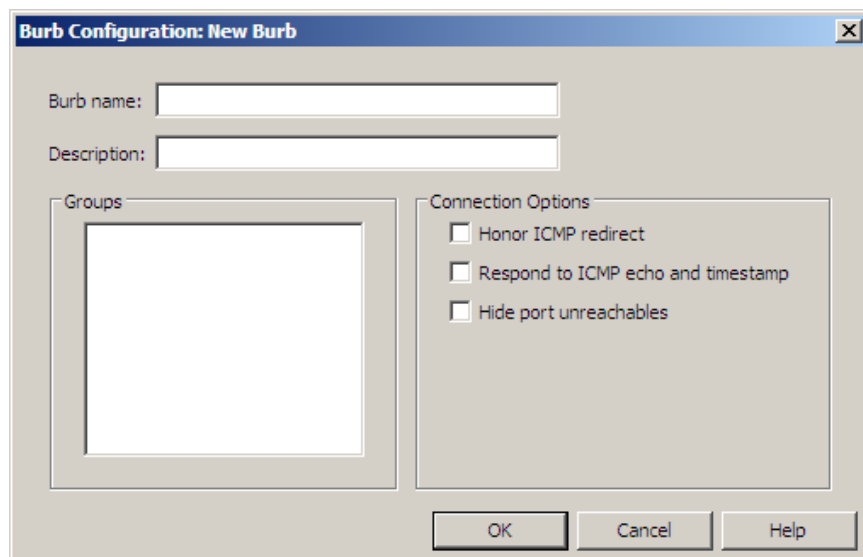 Burb Configuration: New Burb
Burb name:
Description:
Groups
Connection Options
Honor ICMP redirect
Respond to ICMP echo and timestamp
Hide port unreachables
OK
Cancel
Help